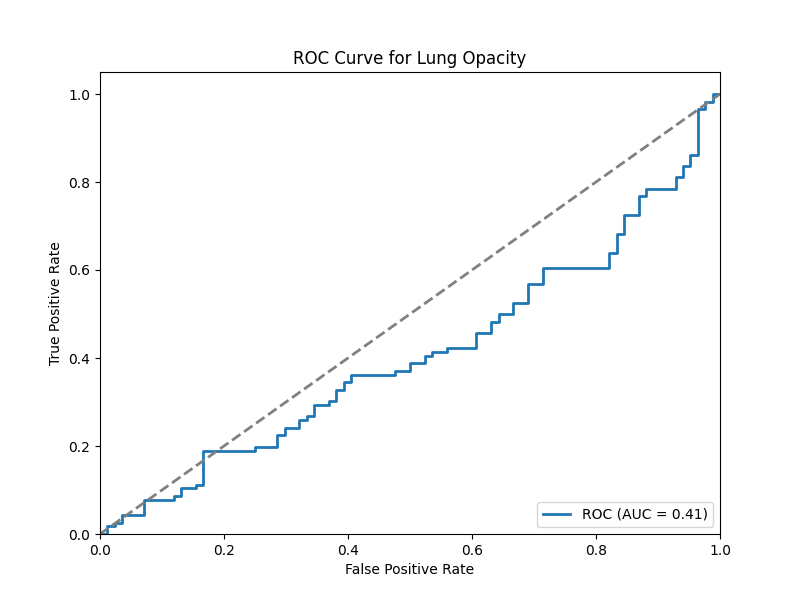 ROC Curve for Lung Opacity
1.0
0.8
0.6
0.4
0.2
0.0
True Positive Rate
0.0 0.2 0.4 0.6 0.8 1.0
False Positive Rate
ROC (AUC = 0.41)